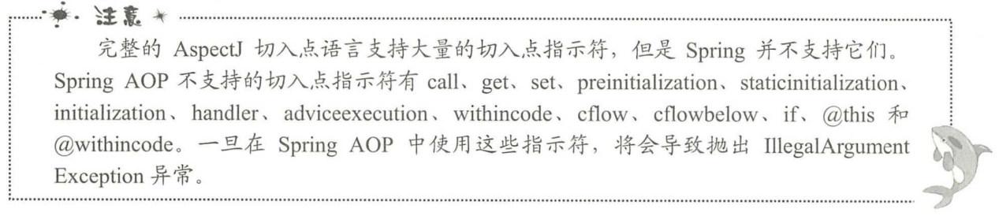 注意
完整的 AspectJ 切入点语言支持大量的切入点指示符，但是 Spring 并不支持它们。
Spring AOP 不支持的切入点指示符有 call、get、set、preinitialization、staticinitialization、
initialization、handler、adviceexecution、withincode、cflow、cflowbelow、if、@this 和
@withincode。一旦在 Spring AOP 中使用这些指示符，将会导致抛出 IllegalArgument
Exception 异常。